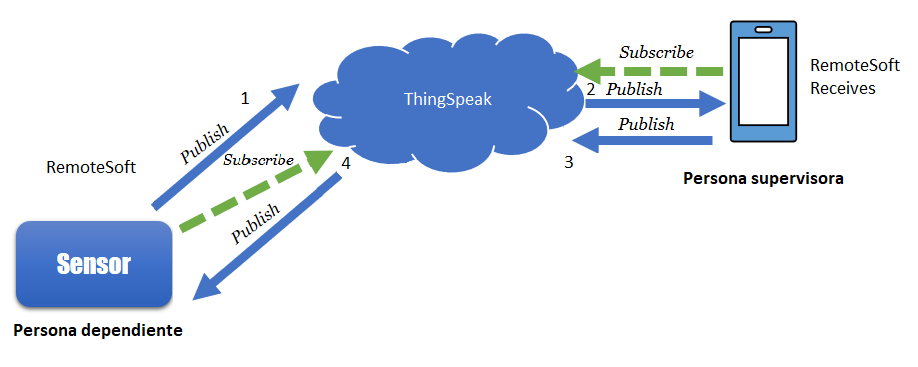 Subscribe
RemoteSoft
Receives
ThingSpeak
1
2 Publish
Publish
Publish
Subscribe
4
3
RemoteSoft
Persona supervisora
Publish
Sensor
Persona dependiente